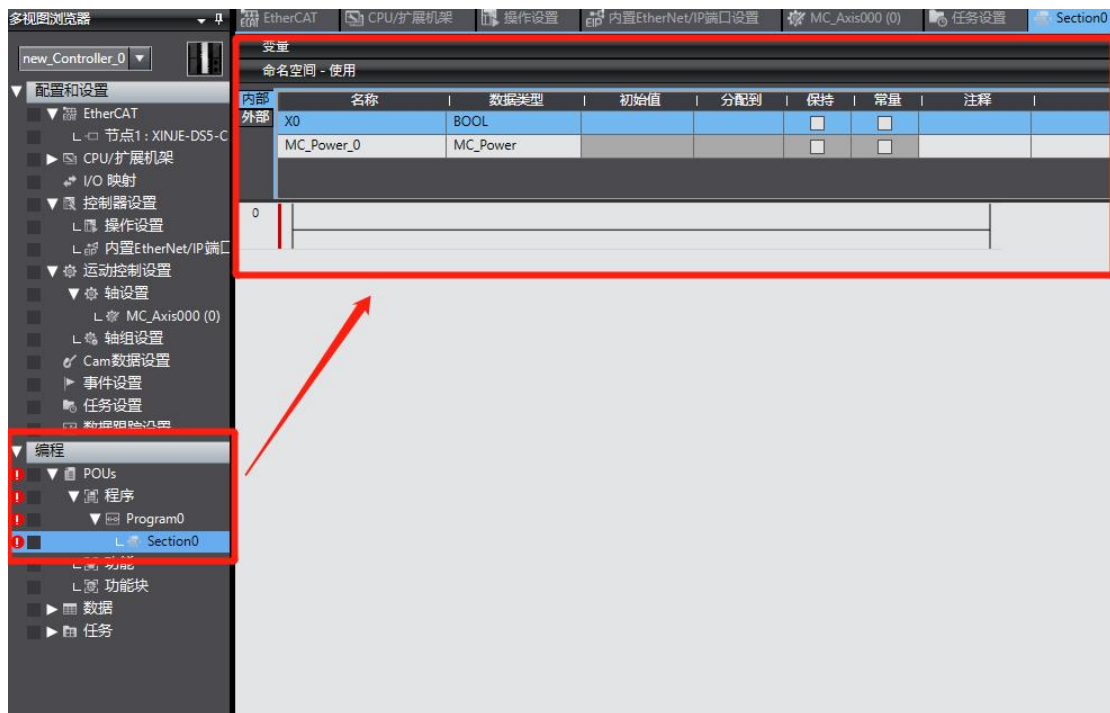 多视图浏览器
EtherCAT
CPU/扩展机架
操作设置
内置EtherNet/IP端口设置
MC_Axis000 (0)
任务设置
Section0
new_Controller_0
配置和设置
EtherCAT
节点1 : XINJE-DS5-C
CPU/扩展机架
I/O 映射
控制器设置
操作设置
内置EtherNet/IP端口
运动控制设置
轴设置
MC_Axis000 (0)
轴组设置
Cam数据设置
事件设置
任务设置
数据跟踪设置
编程
POUs
程序
Program0
Section0
功能
功能块
数据
任务
变量
命名空间 - 使用
内部
外部
名称 数据类型 初始值 分配到 保持 常量 注释
X0 BOOL
MC_Power_0 MC_Power
0